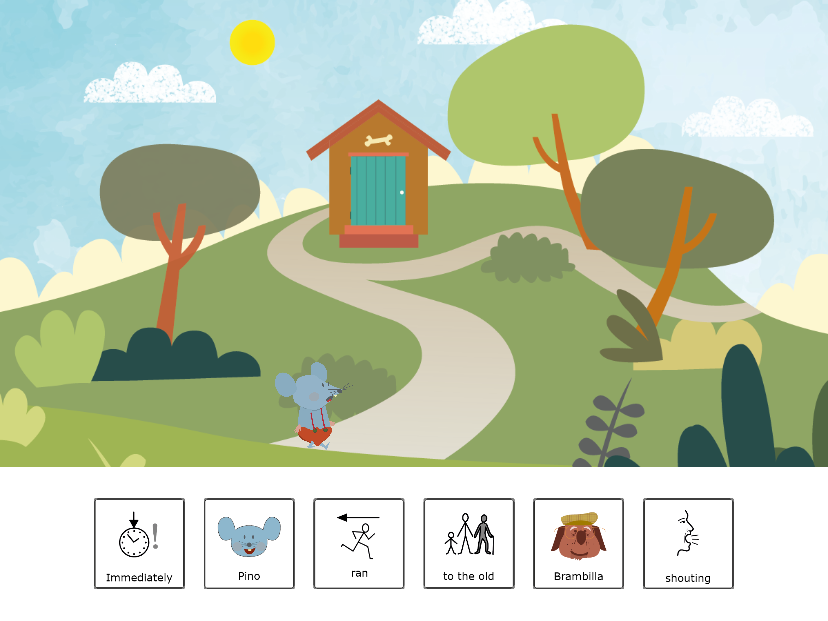 Immediately
Pino
ran
to the old
Brambilla
shouting